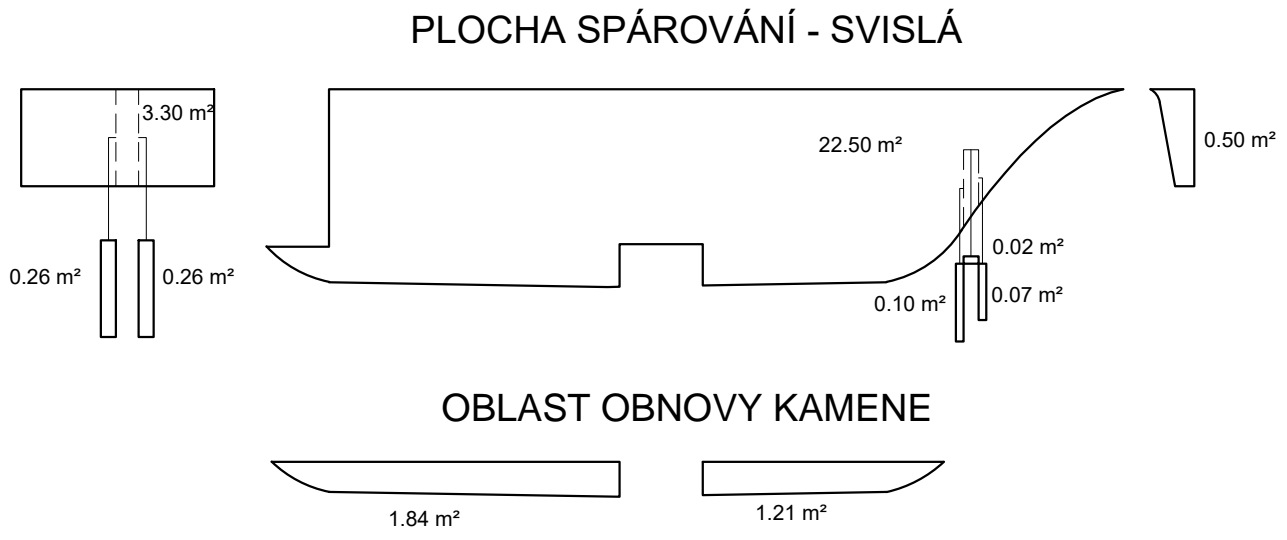 PLOCHA SPÁROVÁNÍ - SVISLÁ
3.30 m²
22.50 m²
0.50 m²
0.26 m²
0.26 m²
0.02 m²
0.10 m²
0.07 m²
OBLAST OBNOVY KAMENE
1.84 m²
1.21 m²